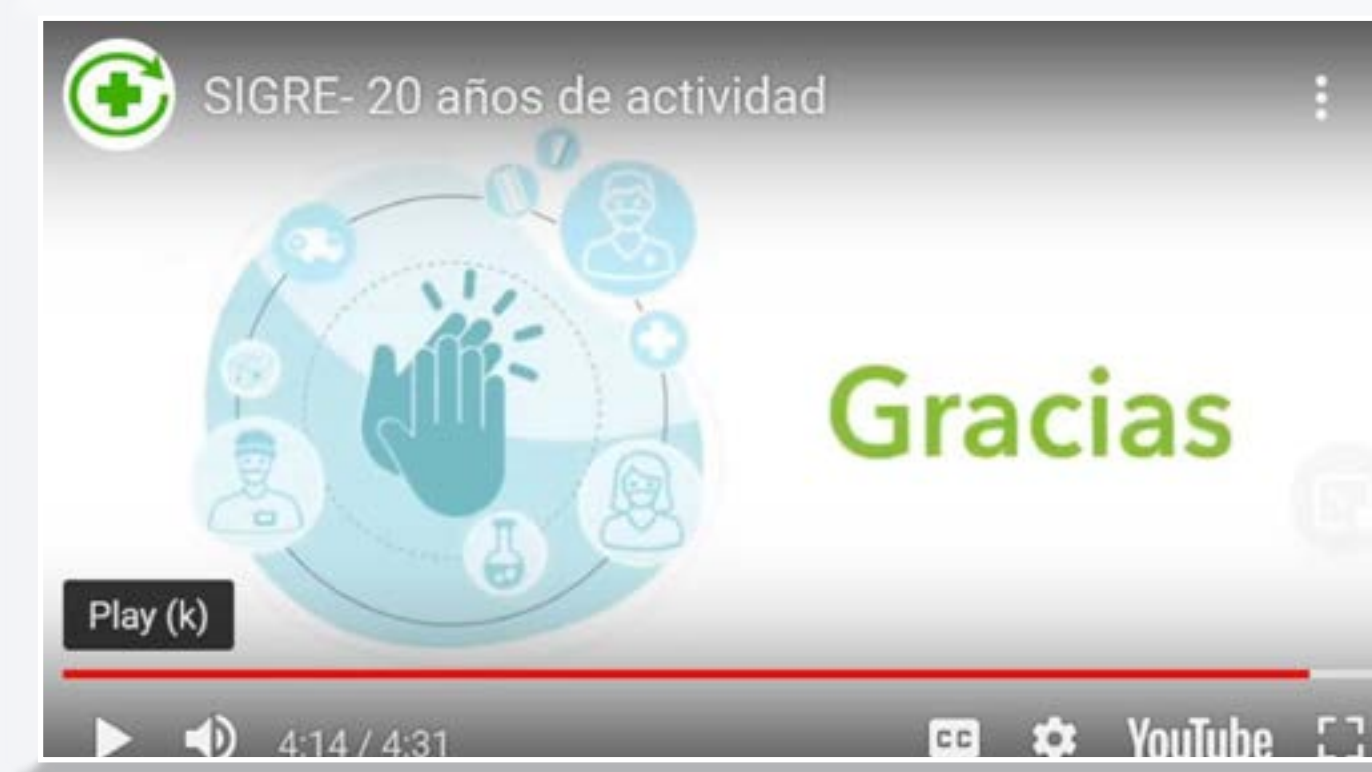 SIGRE- 20 años de actividad
Gracias
Play (k)
4:14 / 4:31
CC
YouTube